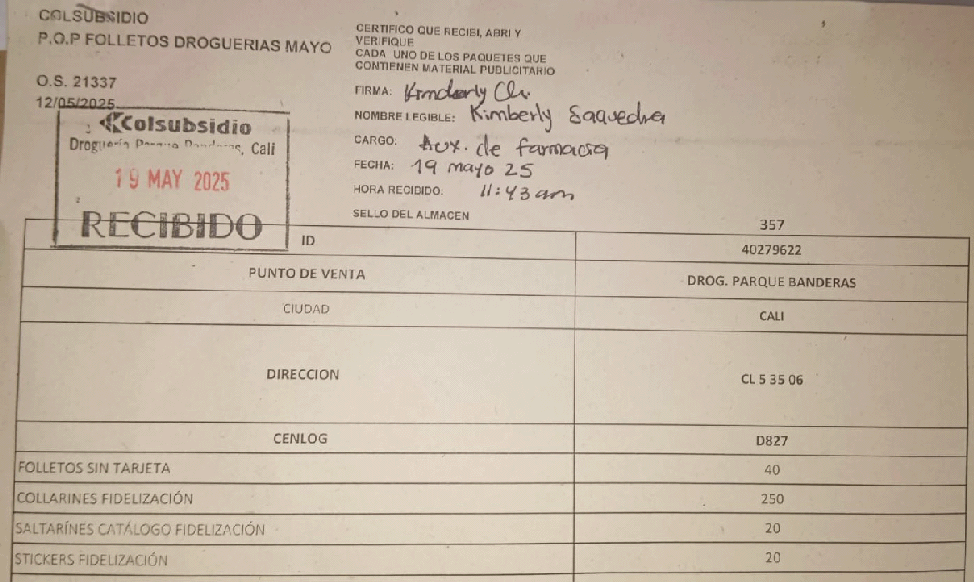 COLSUBSIDIO
P.O.P FOLLETOS DROGUERIAS MAYO
O.S. 21337
12/05/2025
Colsubsidio
Droguería Parque Banderas, Cali
19 MAY 2025
RECIBIDO
CERTIFICO QUE RECIBI, ABRI Y
VERIFIQUE
CADA UNO DE LOS PAQUETES QUE
CONTIENEN MATERIAL PUBLICITARIO
FIRMA: Kimberly
NOMBRE LEGIBLE: Kimberly Saavedra
CARGO: Aux. de farmacia
FECHA: 19 mayo 25
HORA RECIBIDO: 11:43 am
SELLO DEL ALMACEN
357
ID 40279622
PUNTO DE VENTA DROG. PARQUE BANDERAS
CIUDAD CALI
DIRECCION CL 5 35 06
CENLOG D827
FOLLETOS SIN TARJETA 40
COLLARINES FIDELIZACIÓN 250
SALTARÍNES CATÁLOGO FIDELIZACIÓN 20
STICKERS FIDELIZACIÓN 20